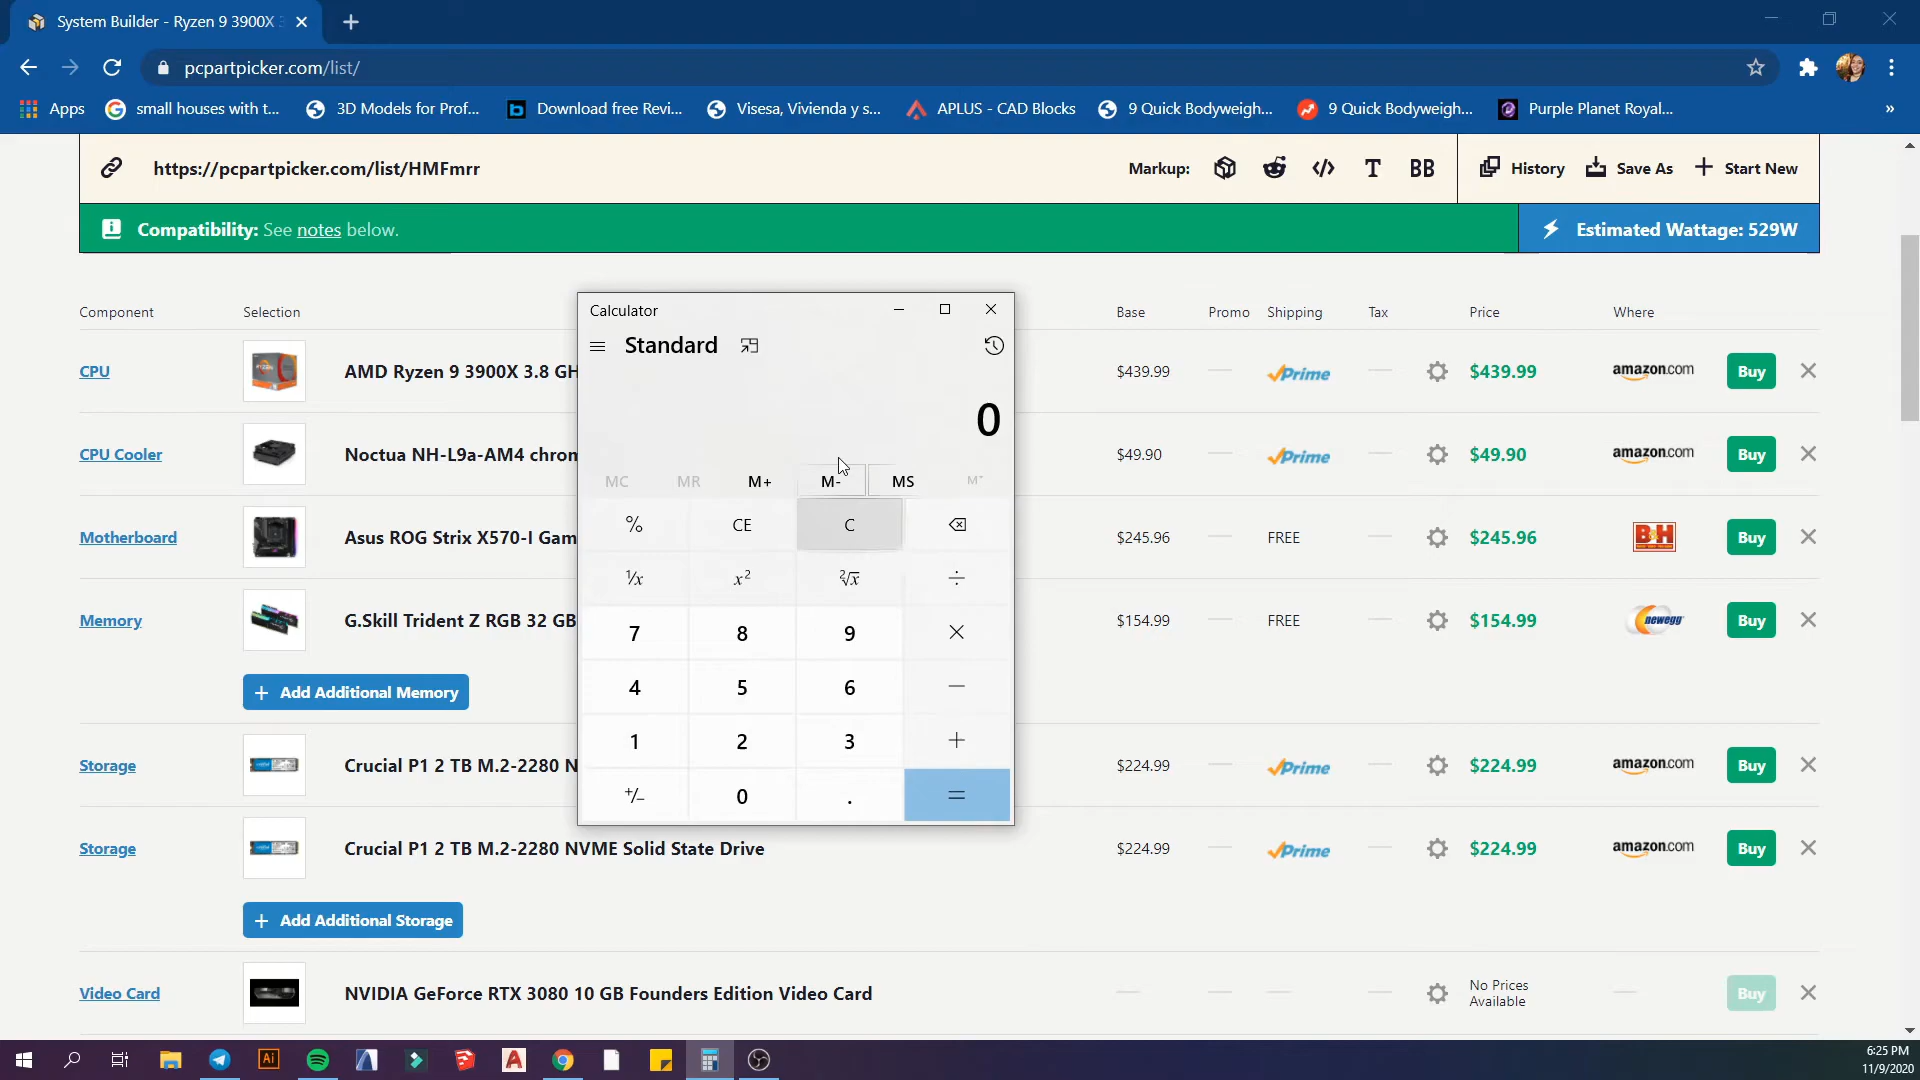 System Builder - Ryzen 9 3900X
pcpartpicker.com/list/
Apps
small houses with t...
3D Models for Prof...
Download free Revi...
Visesa, Vivienda y s...
APLUS - CAD Blocks
9 Quick Bodyweigh...
9 Quick Bodyweigh...
Purple Planet Royal...
»
https://pcpartpicker.com/list/HMFmrr
Markup:
T
BB
History
Save As
Start New
Compatibility: See notes below.
Estimated Wattage: 529W
Component Selection Base Promo Shipping Tax Price Where
CPU AMD Ryzen 9 3900X 3.8 GH $439.99 Prime $439.99 amazon.com Buy
CPU Cooler Noctua NH-L9a-AM4 chron $49.90 Prime $49.90 amazon.com Buy
Motherboard Asus ROG Strix X570-I Gam $245.96 FREE $245.96 B&H Buy
Memory G.Skill Trident Z RGB 32 GB $154.99 FREE $154.99 newegg Buy
+ Add Additional Memory
Storage Crucial P1 2 TB M.2-2280 N $224.99 Prime $224.99 amazon.com Buy
Storage Crucial P1 2 TB M.2-2280 NVME Solid State Drive $224.99 Prime $224.99 amazon.com Buy
+ Add Additional Storage
Video Card NVIDIA GeForce RTX 3080 10 GB Founders Edition Video Card No Prices Available Buy
Calculator
Standard
0
MC MR M+ M- MS M˅
% CE C
¹/x x² ²√x ÷
7 8 9 ×
4 5 6 −
1 2 3 +
+/− 0 . =
Ai
A
6:25 PM
11/9/2020